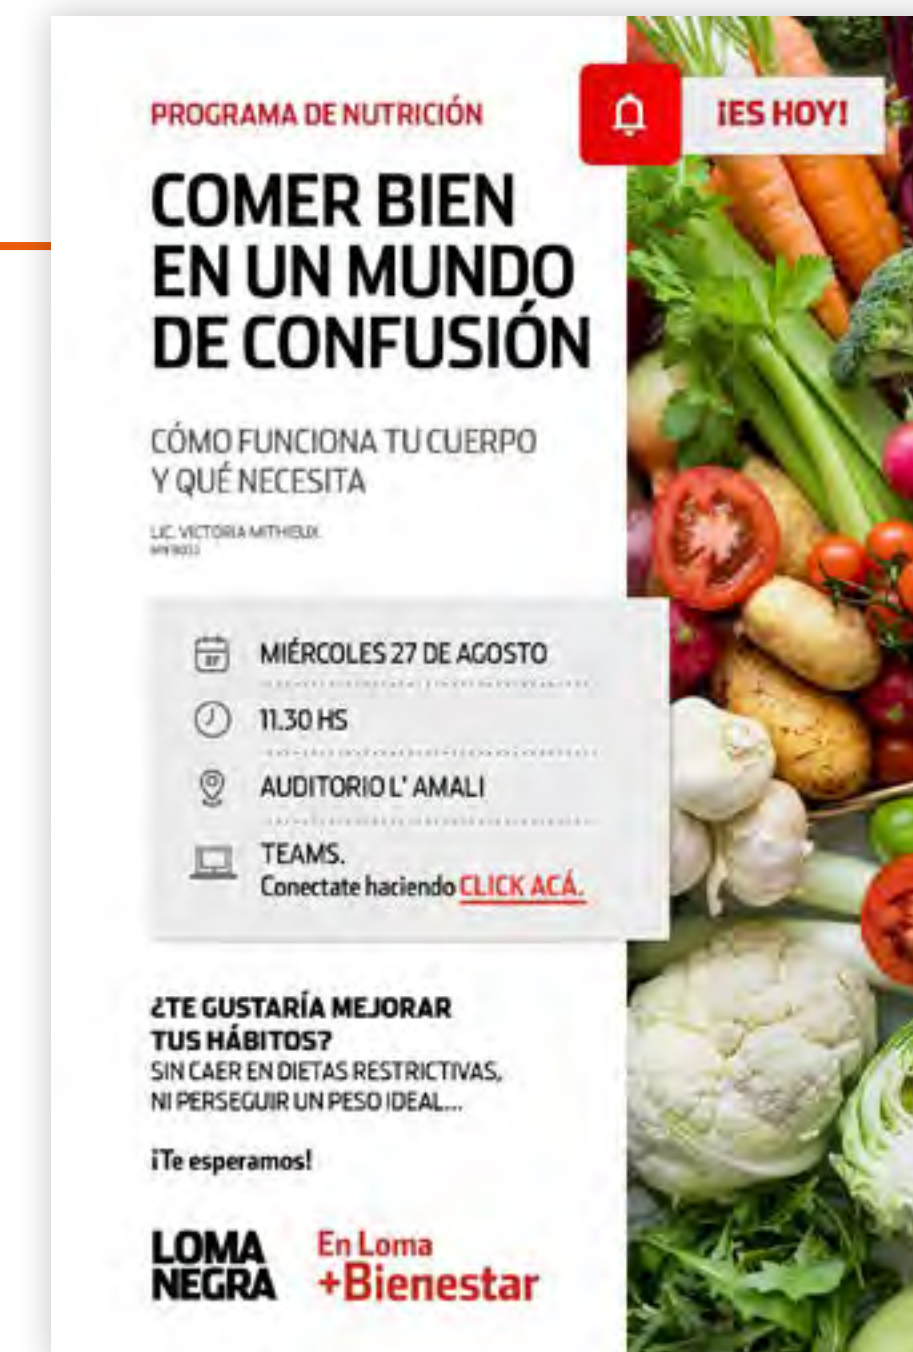 PROGRAMA DE NUTRICIÓN
¡ES HOY!
COMER BIEN
EN UN MUNDO
DE CONFUSIÓN
CÓMO FUNCIONA TU CUERPO
Y QUÉ NECESITA
LIC. VICTORIA MITHIEUX
MIÉRCOLES 27 DE AGOSTO
11.30 HS
AUDITORIO L' AMALI
TEAMS.
Conectate haciendo CLICK ACÁ.
¿TE GUSTARÍA MEJORAR
TUS HÁBITOS?
SIN CAER EN DIETAS RESTRICTIVAS,
NI PERSEGUIR UN PESO IDEAL...
¡Te esperamos!
LOMA
NEGRA
En Loma
+Bienestar